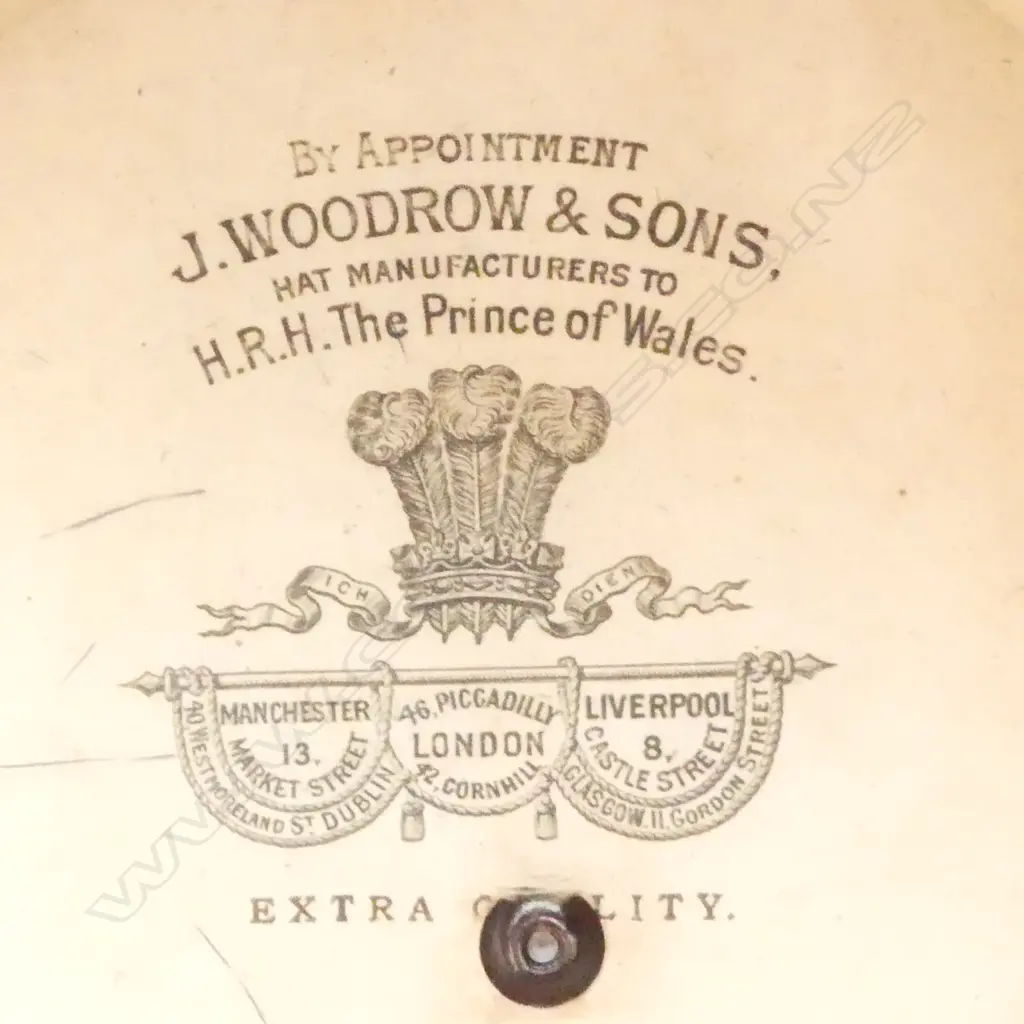 BY APPOINTMENT
J. WOODROW & SONS,
HAT MANUFACTURERS TO
H.R.H. The Prince of Wales.
ICH DIEN
MANCHESTER
13,
MARKET STREET
40 WESTMORELAND ST DUBLIN
46, PICCADILLY
LONDON
42, CORNHILL
LIVERPOOL
8,
CASTLE STREET
GLASGOW, 11, GORDON STREET
EXTRA